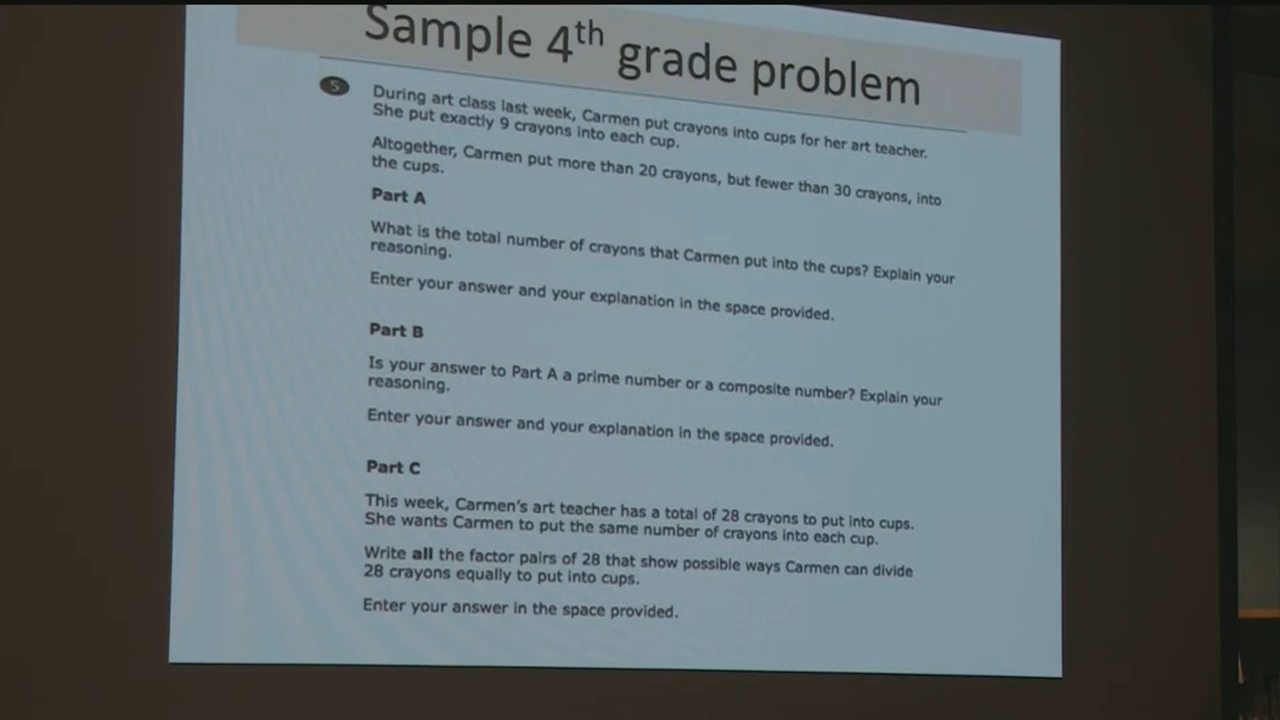 Sample 4th grade problem
5
During art class last week, Carmen put crayons into cups for her art teacher.
She put exactly 9 crayons into each cup.
Altogether, Carmen put more than 20 crayons, but fewer than 30 crayons, into
the cups.
Part A
What is the total number of crayons that Carmen put into the cups? Explain your
reasoning.
Enter your answer and your explanation in the space provided.
Part B
Is your answer to Part A a prime number or a composite number? Explain your
reasoning.
Enter your answer and your explanation in the space provided.
Part C
This week, Carmen's art teacher has a total of 28 crayons to put into cups.
She wants Carmen to put the same number of crayons into each cup.
Write all the factor pairs of 28 that show possible ways Carmen can divide
28 crayons equally to put into cups.
Enter your answer in the space provided.